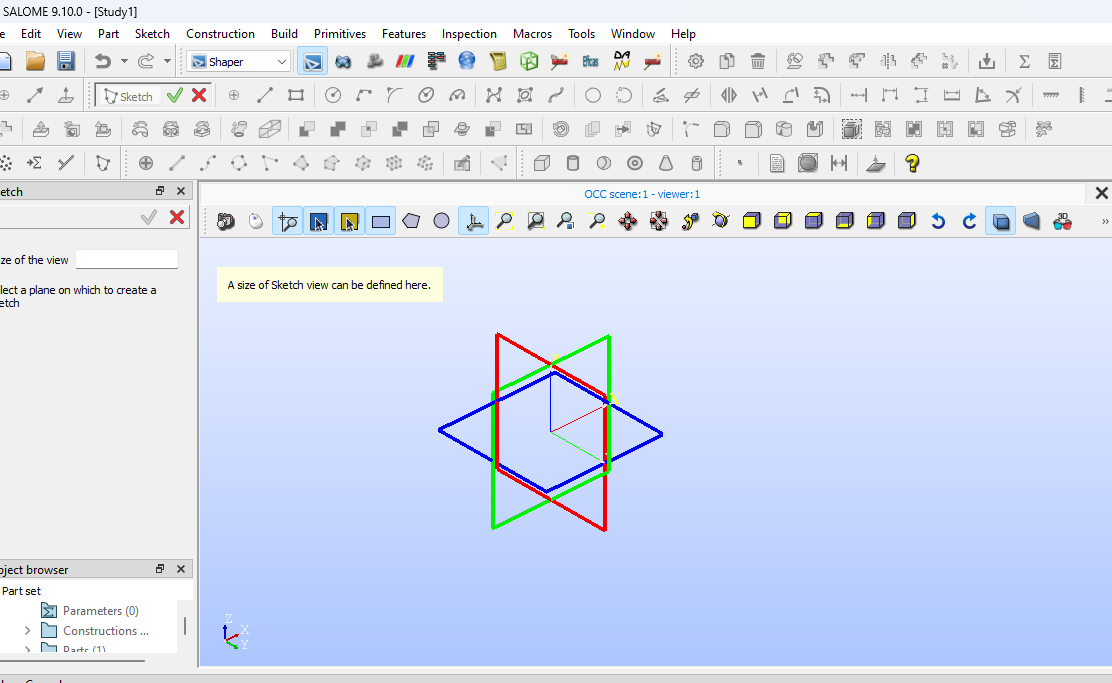 SALOME 9.10.0 - [Study1]
e Edit View Part Sketch Construction Build Primitives Features Inspection Macros Tools Window Help
Shaper
Sketch
etch
OCC scene:1 - viewer:1
ze of the view
A size of Sketch view can be defined here.
lect a plane on which to create a
etch
ject browser
Part set
Parameters (0)
Constructions ...
Parts (1)
Z
X
Y